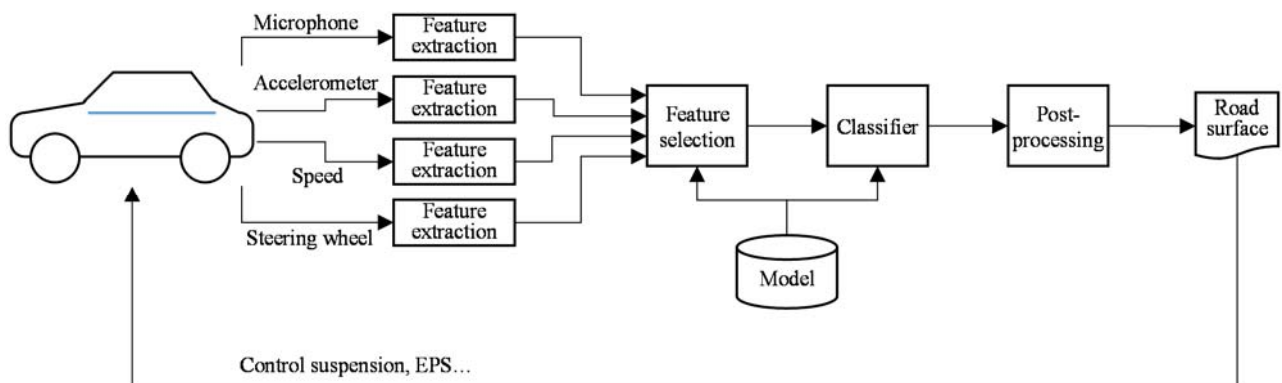 Microphone
Feature
extraction
Accelerometer
Feature
extraction
Feature
extraction
Speed
Feature
extraction
Steering wheel
Feature
selection
Classifier
Post-
processing
Road
surface
Model
Control suspension, EPS...